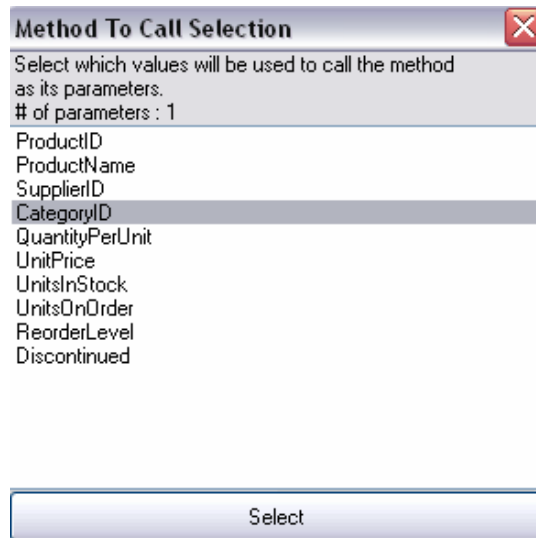 Method To Call Selection
Select which values will be used to call the method
as its parameters.
# of parameters : 1
ProductID
ProductName
SupplierID
CategoryID
QuantityPerUnit
UnitPrice
UnitsInStock
UnitsOnOrder
ReorderLevel
Discontinued
Select